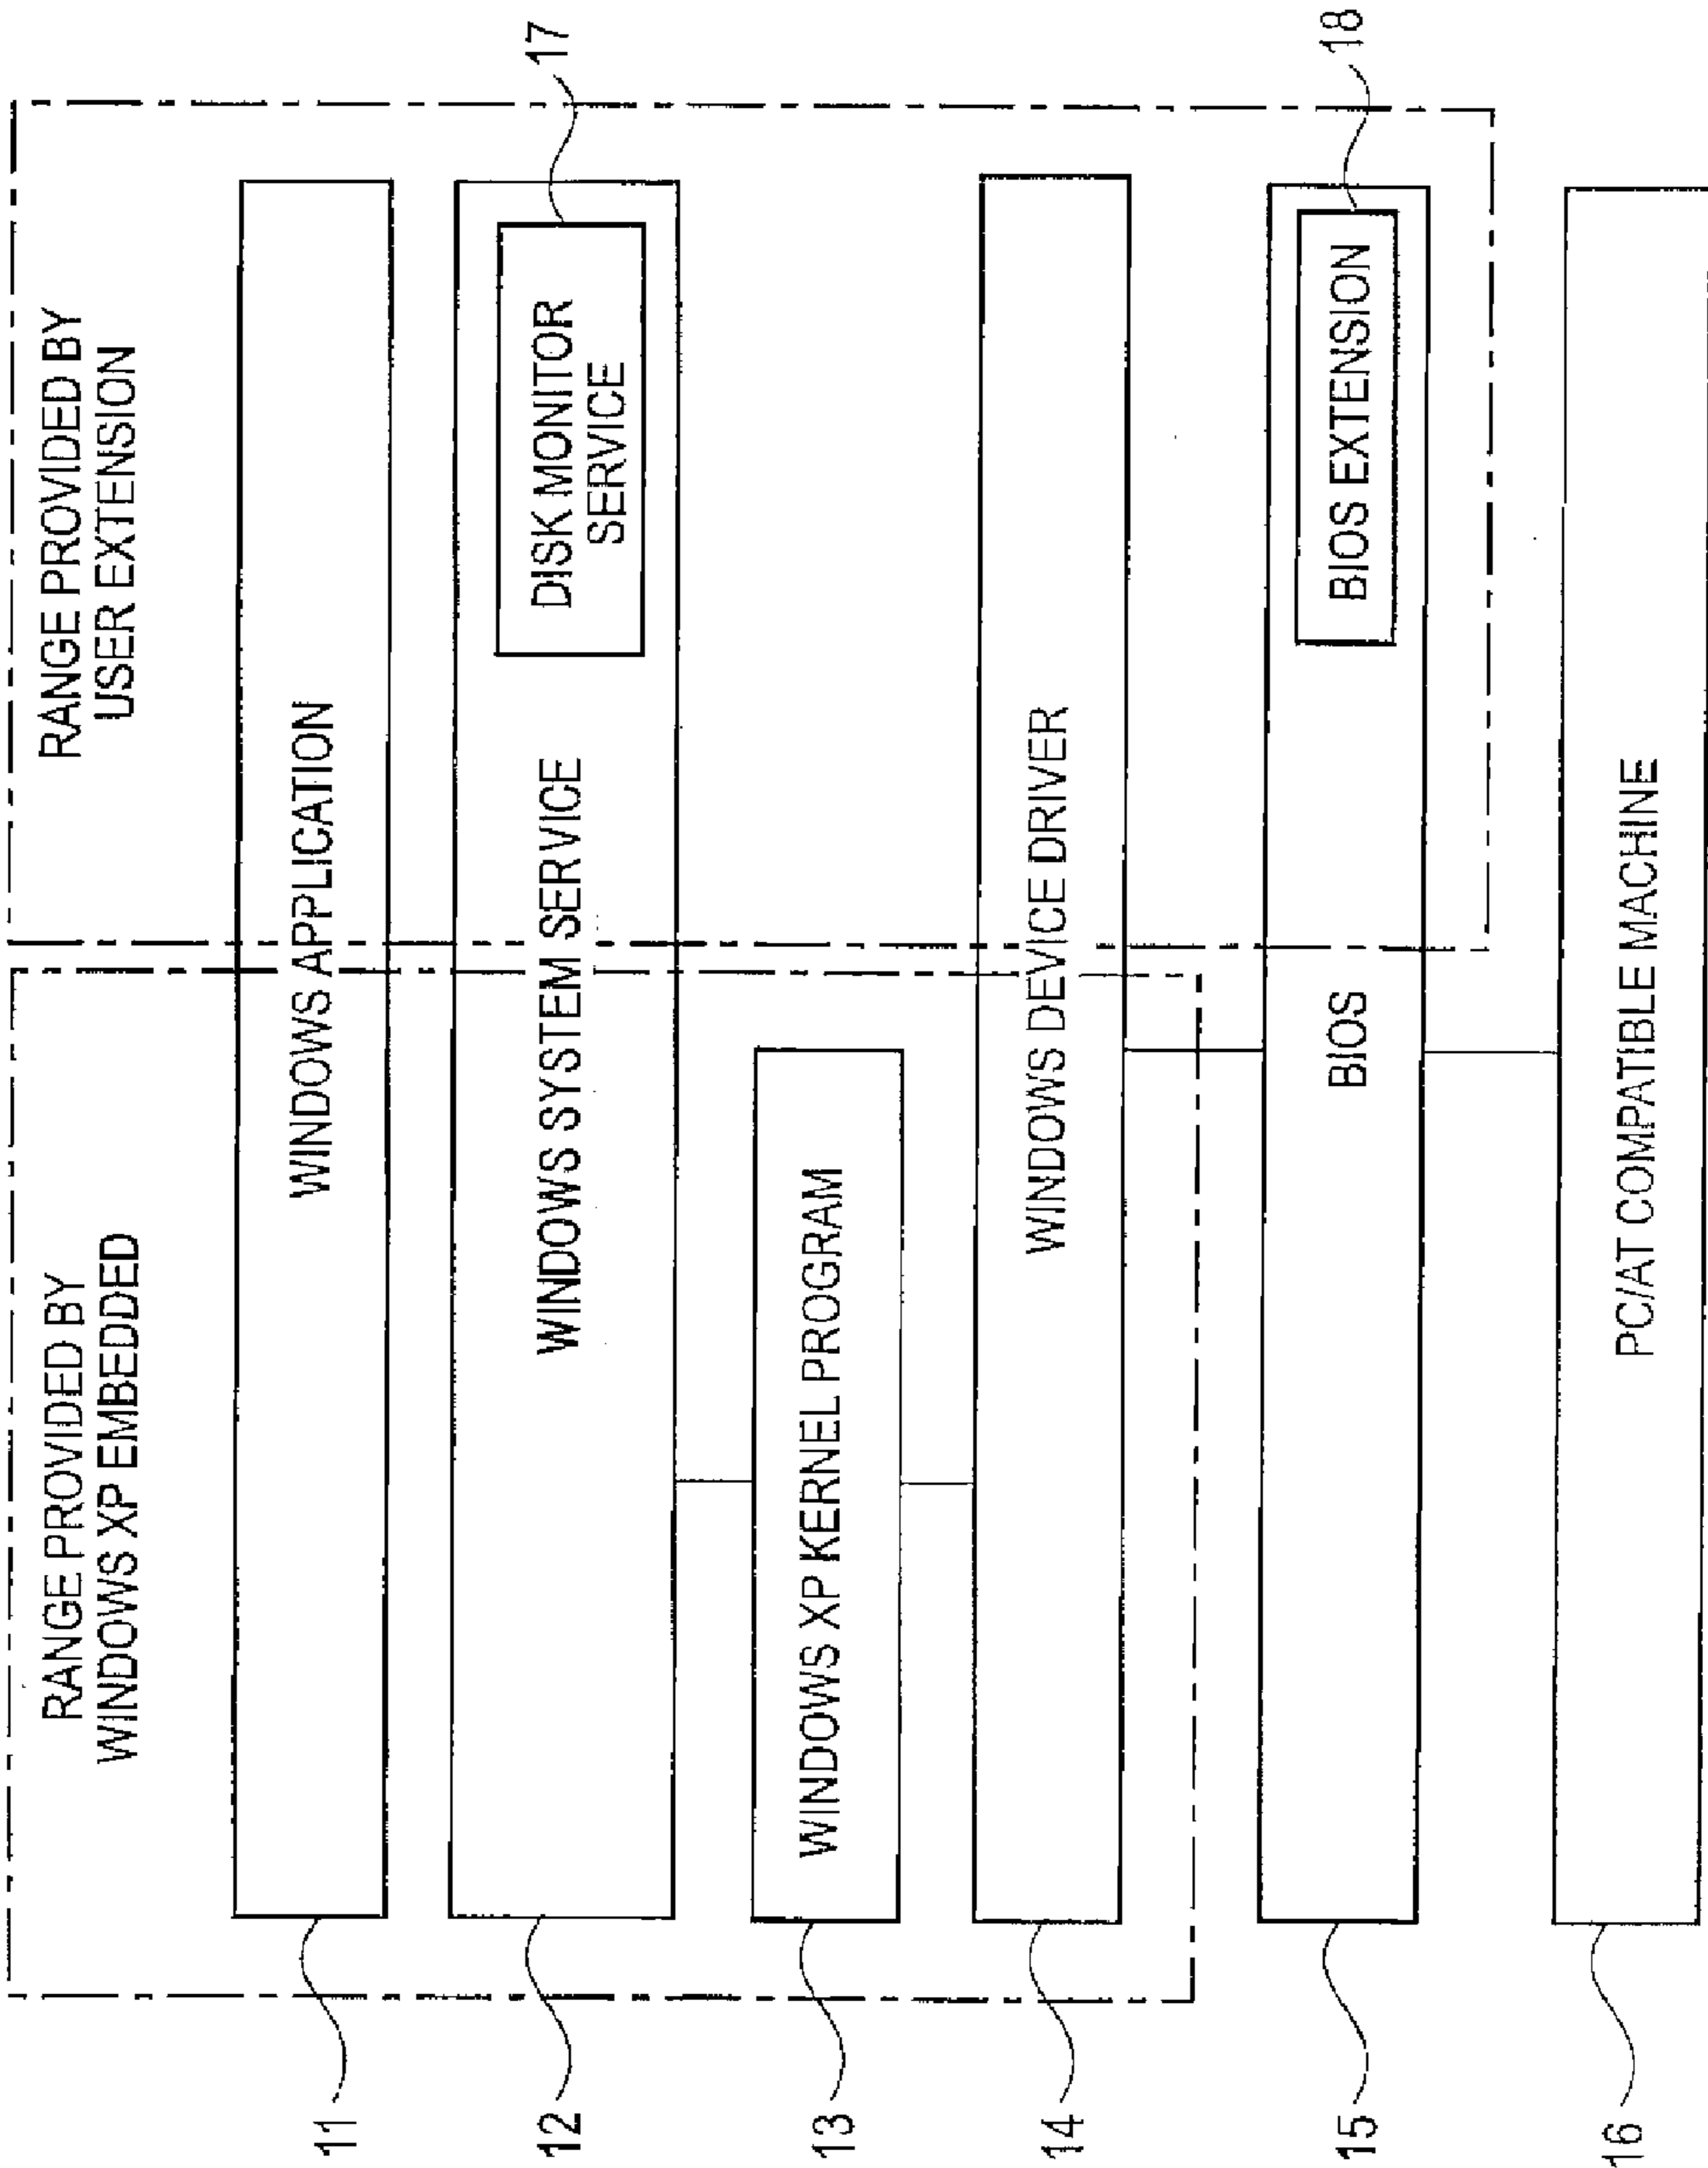 RANGE PROVIDED BY
WINDOWS XP EMBEDDED
RANGE PROVIDED BY
USER EXTENSION
11
WINDOWS APPLICATION
12
WINDOWS SYSTEM SERVICE
DISK MONITOR
SERVICE
17
13
WINDOWS XP KERNEL PROGRAM
14
WINDOWS DEVICE DRIVER
15
BIOS
BIOS EXTENSION
18
16
PC/AT COMPATIBLE MACHINE